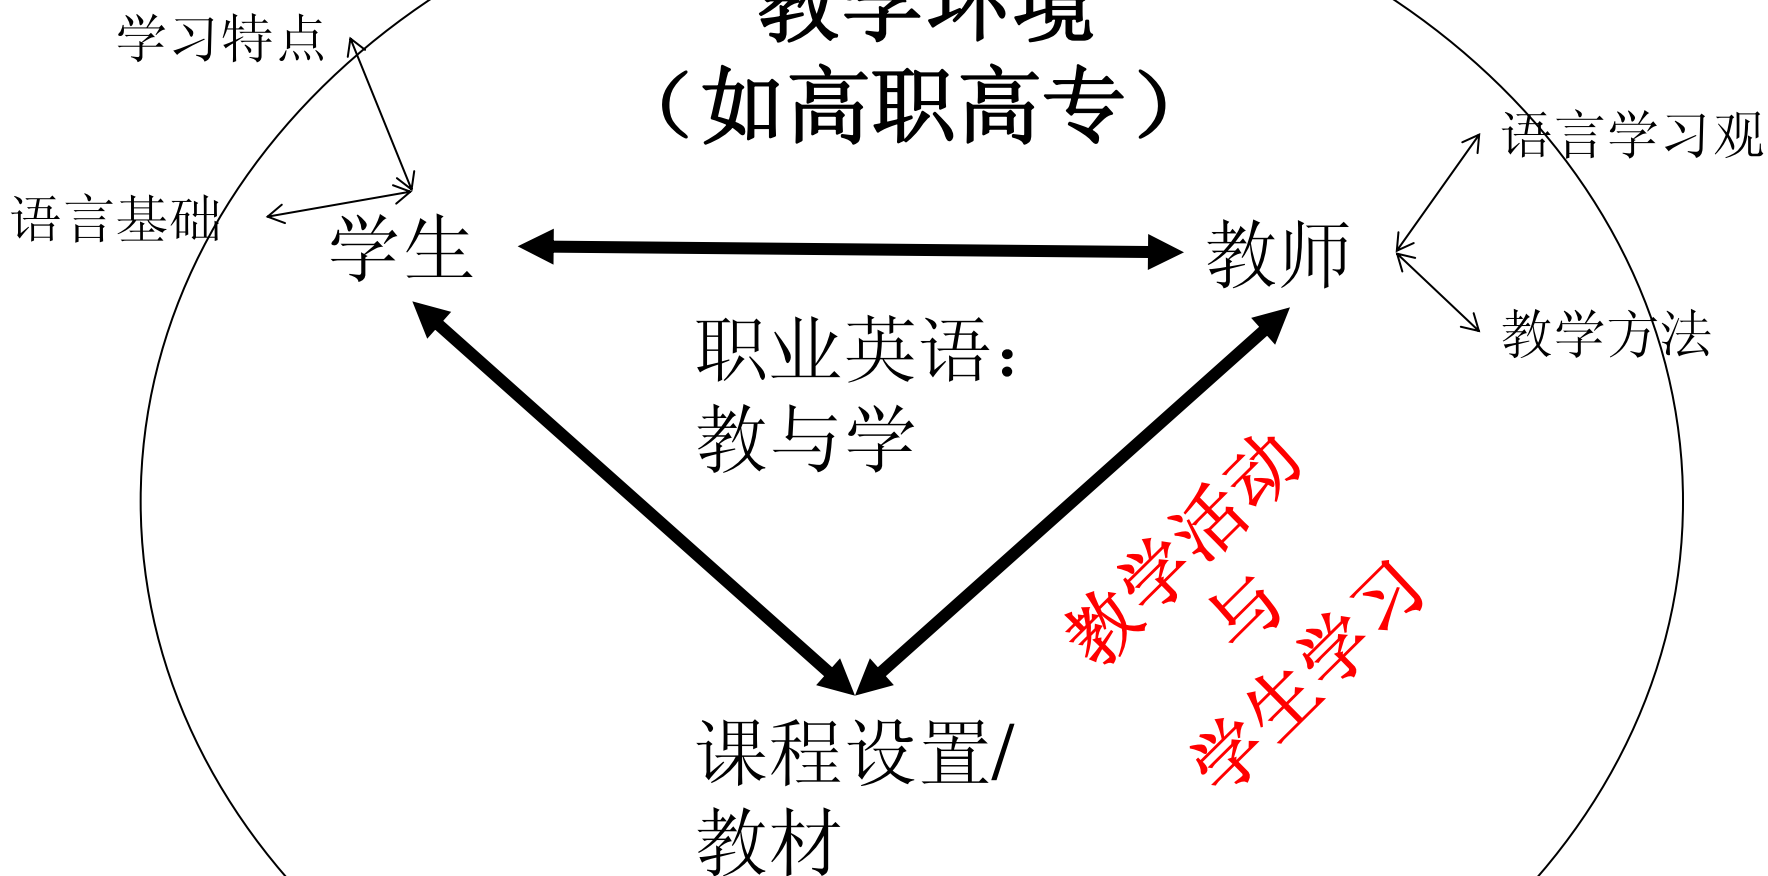 教学环境
（如高职高专）
学习特点
语言基础
学生
教师
语言学习观
教学方法
职业英语：
教与学
教学活动
与
学生学习
课程设置/
教材